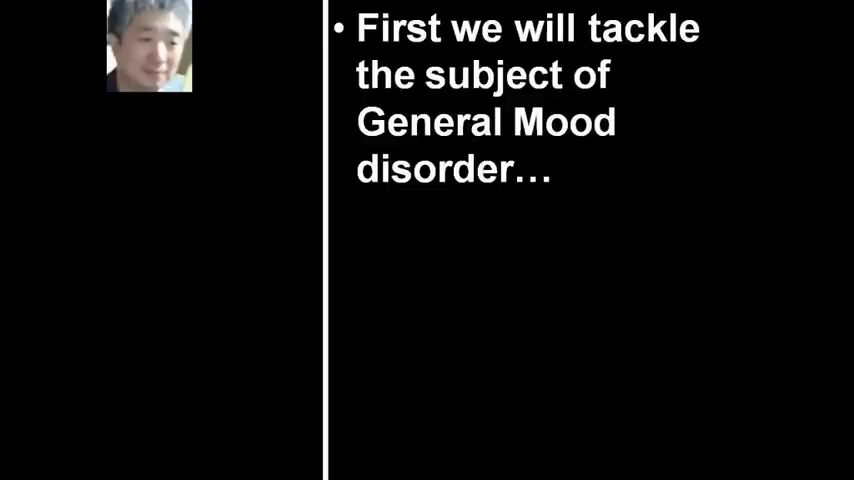 • First we will tackle
the subject of
General Mood
disorder…